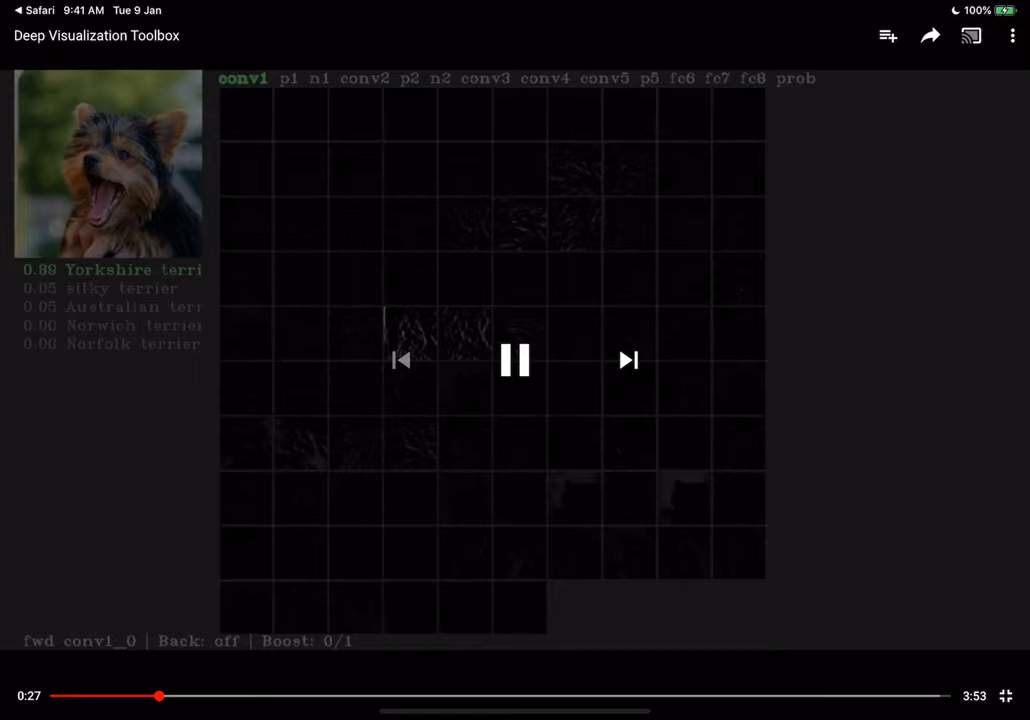 Safari 9:41 AM Tue 9 Jan 100%
Deep Visualization Toolbox
conv1 p1 n1 conv2 p2 n2 conv3 conv4 conv5 p5 fc6 fc7 fc8 prob
0.89 Yorkshire terri
0.05 silky terrier
0.05 Australian terr
0.00 Norwich terrier
0.00 Norfolk terrier
fwd conv1_0 | Back: off | Boost: 0/1
0:27 3:53